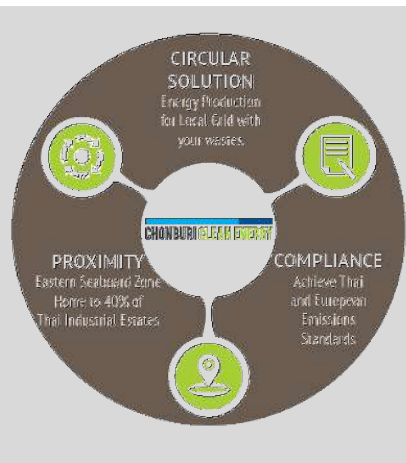 CIRCULAR
SOLUTION
Energy Production
for Local Grid with
your wastes.
CHONBURI CLEAN ENERGY
PROXIMITY
Eastern Seaboard Zone
Home to 40% of
Thai Industrial Estates
COMPLIANCE
Achieve Thai
and European
Emissions
Standards